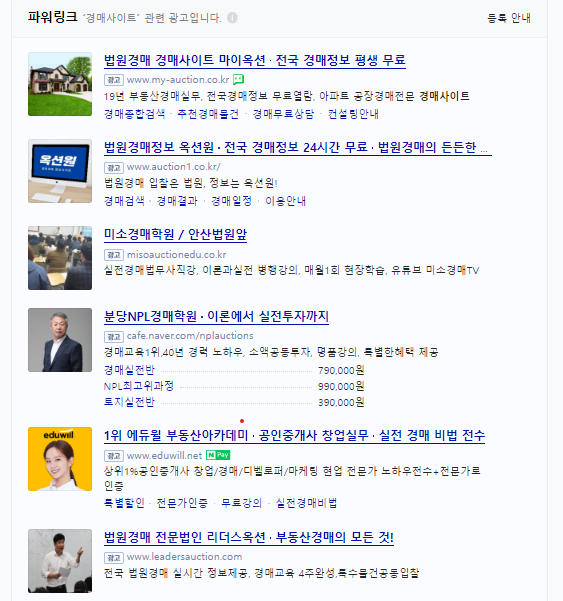 파워링크 '경매사이트' 관련 광고입니다. 등록 안내
법원경매 경매사이트 마이옥션 · 전국 경매정보 평생 무료
광고 www.my-auction.co.kr
19년 부동산경매실무, 전국경매정보 무료열람, 아파트 공장경매전문 경매사이트
경매종합검색 · 추천경매물건 · 경매무료상담 · 컨설팅안내
옥션원
법원경매정보 옥션원 · 전국 경매정보 24시간 무료 · 법원경매의 든든한 ...
광고 www.auction1.co.kr/
법원경매 입찰은 법원, 정보는 옥션원!
경매검색 · 경매결과 · 경매일정 · 이용안내
미소경매학원 / 안산법원앞
광고 misoauctionedu.co.kr
실전경매법무사직강, 이론과실전 병행강의, 매월1회 현장학습, 유튜브 미소경매TV
분당NPL경매학원 · 이론에서 실전투자까지
광고 cafe.naver.com/nplauctions
경매교육1위,40년 경력 노하우, 소액공동투자, 명품강의, 특별한혜택 제공
경매실전반 790,000원
NPL최고위과정 990,000원
토지실전반 390,000원
eduwill
1위 에듀윌 부동산아카데미 · 공인중개사 창업실무 · 실전 경매 비법 전수
광고 www.eduwill.net N Pay
상위1%공인중개사 창업/경매/디벨로퍼/마케팅 현업 전문가 노하우전수+전문가로
인증
특별할인 · 전문가인증 · 무료강의 · 실전경매비법
법원경매 전문법인 리더스옥션 · 부동산경매의 모든 것!
광고 www.leadersauction.com
전국 법원경매 실시간 정보제공, 경매교육 4주완성,특수물건공동입찰